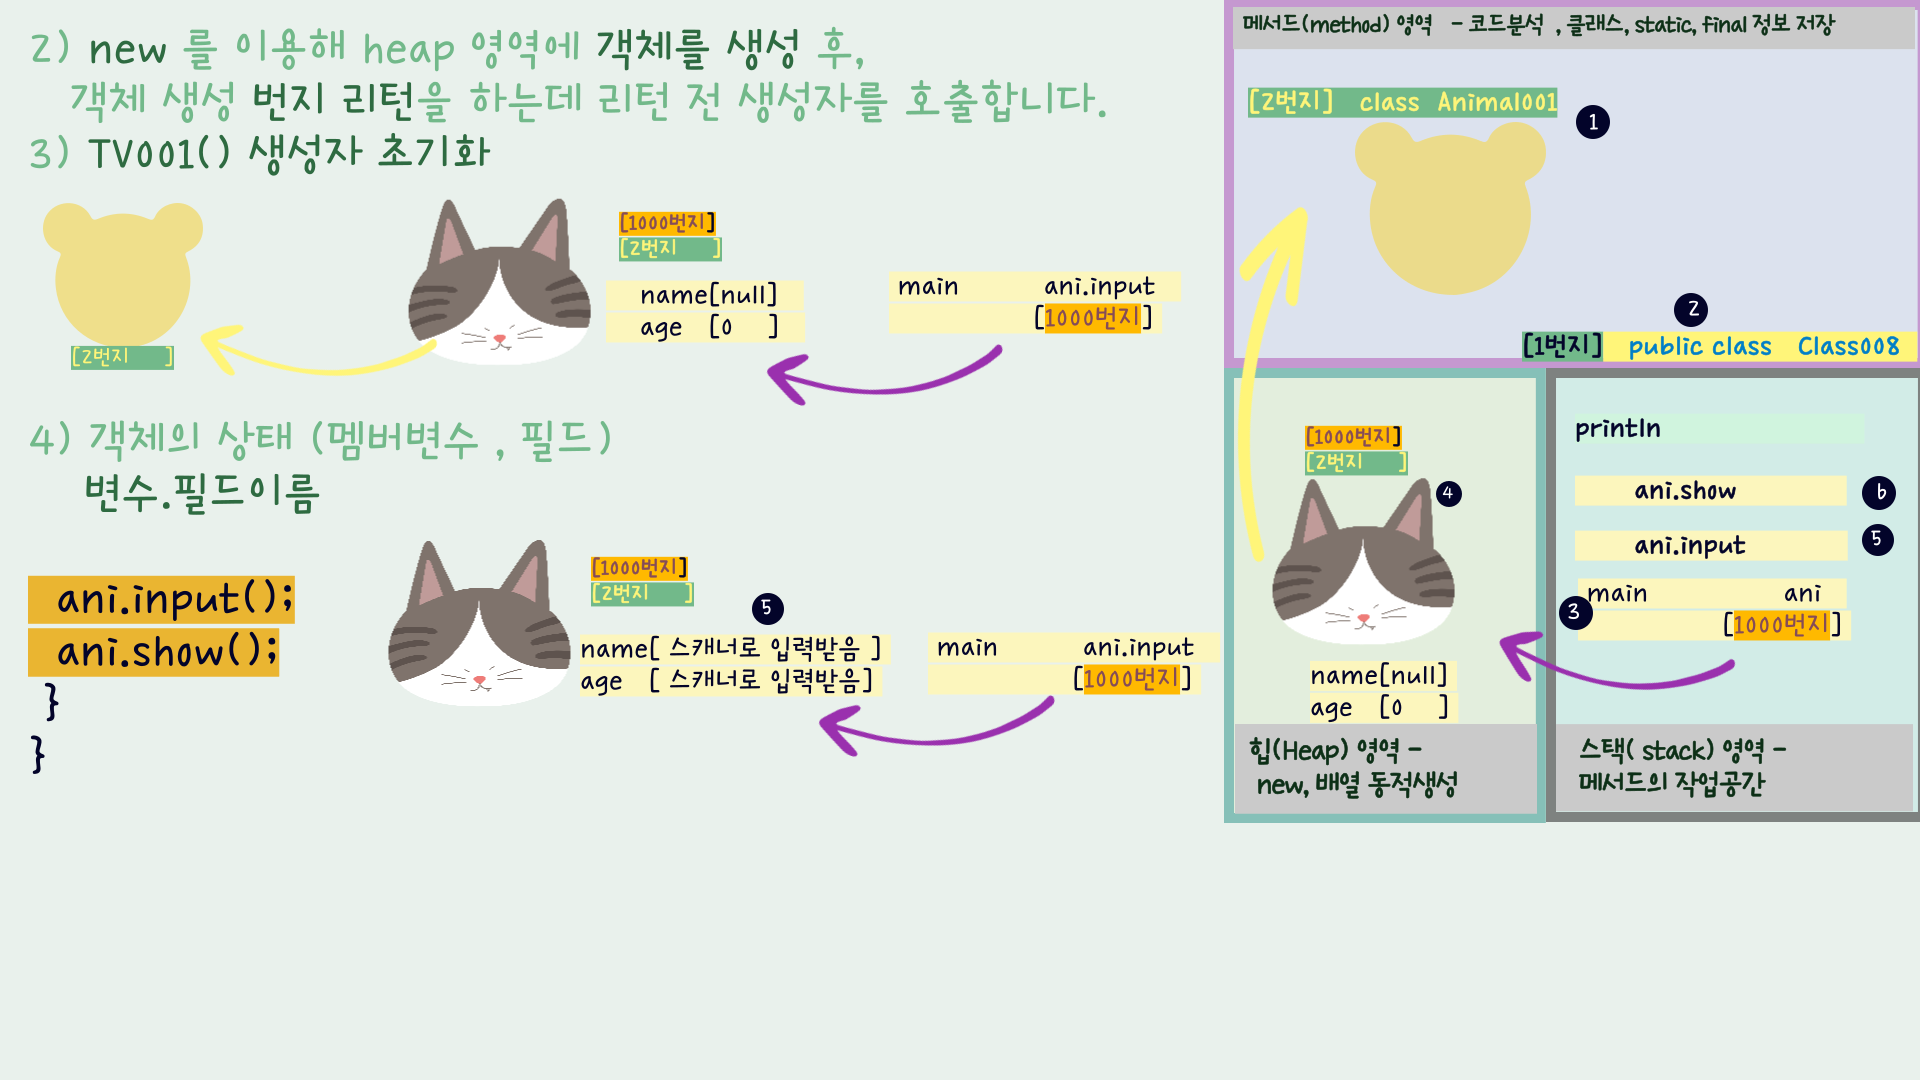 2) new 를 이용해 heap 영역에 객체를 생성 후,
객체 생성 번지 리턴을 하는데 리턴 전 생성자를 호출합니다.
3) TV001() 생성자 초기화
[2번지 ]
[1000번지]
[2번지 ]
name[null]
age [0 ]
main ani.input
[1000번지]
4) 객체의 상태 (멤버변수 , 필드)
변수.필드이름
ani.input();
ani.show();
}
}
[1000번지]
[2번지 ]
5
name[ 스캐너로 입력받음 ]
age [ 스캐너로 입력받음]
main ani.input
[1000번지]
메서드(method) 영역 - 코드분석 , 클래스, static, final 정보 저장
[2번지] class Animal001
1
2
[1번지] public class Class008
[1000번지]
[2번지 ]
4
name[null]
age [0 ]
힙(Heap) 영역 -
new, 배열 동적생성
println
ani.show
6
ani.input
5
main ani
3
[1000번지]
스택( stack) 영역 -
메서드의 작업공간